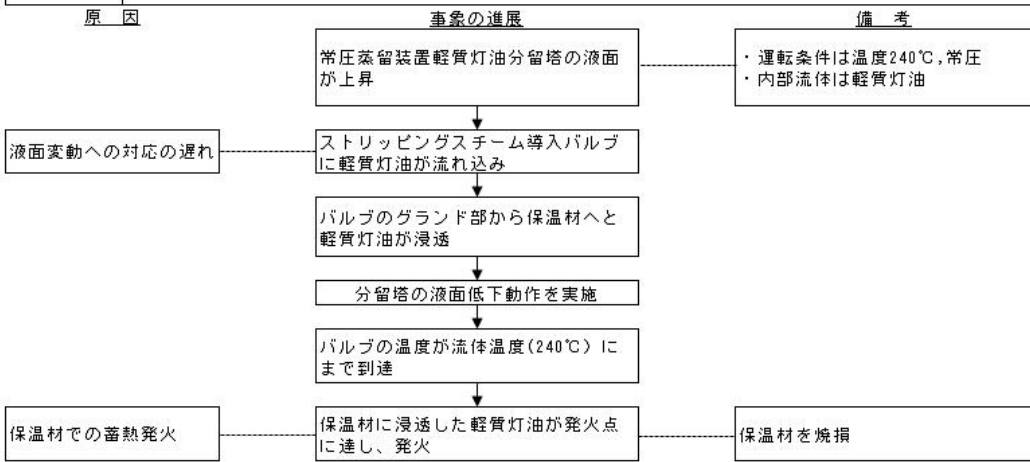 原　因
事象の進展
備　考
常圧蒸留装置軽質灯油分留塔の液面
が上昇
・運転条件は温度240℃,常圧
・内部流体は軽質灯油
液面変動への対応の遅れ
ストリッピングスチーム導入バルブ
に軽質灯油が流れ込み
バルブのグランド部から保温材へと
軽質灯油が浸透
分留塔の液面低下動作を実施
バルブの温度が流体温度(240℃)に
まで到達
保温材での蓄熱発火
保温材に浸透した軽質灯油が発火点
に達し、発火
保温材を焼損